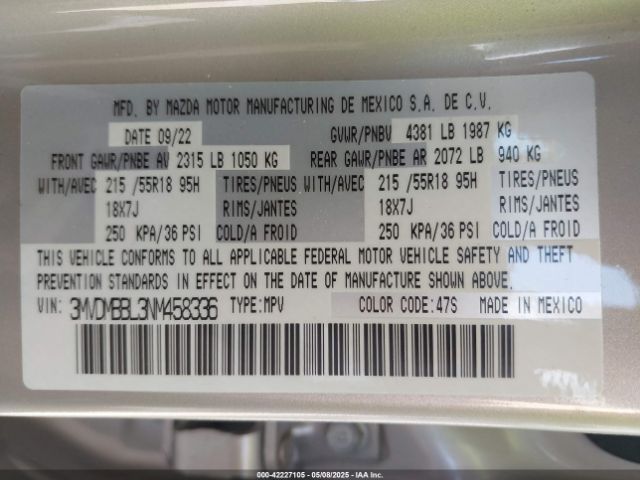 MFD. BY MAZDA MOTOR MANUFACTURING DE MEXICO S.A. DE C.V.
DATE 09/22 GVWR/PNBV 4381 LB 1987 KG
FRONT GAWR/PNBE AV 2315 LB 1050 KG REAR GAWR/PNBE AR 2072 LB 940 KG
WITH/AVEC 215 /55R18 95H TIRES/PNEUS WITH/AVEC 215 /55R18 95H TIRES/PNEUS
18X7J RIMS/JANTES 18X7J RIMS/JANTES
250 KPA/36 PSI COLD/A FROID 250 KPA/36 PSI COLD/A FROID
THIS VEHICLE CONFORMS TO ALL APPLICABLE FEDERAL MOTOR VEHICLE SAFETY AND THEFT
PREVENTION STANDARDS IN EFFECT ON THE DATE OF MANUFACTURE SHOWN ABOVE.
VIN: 3MVDMBBL3NM458336 TYPE:MPV COLOR CODE:47S MADE IN MEXICO
000-42227105 05/08/2025 IAA Inc.